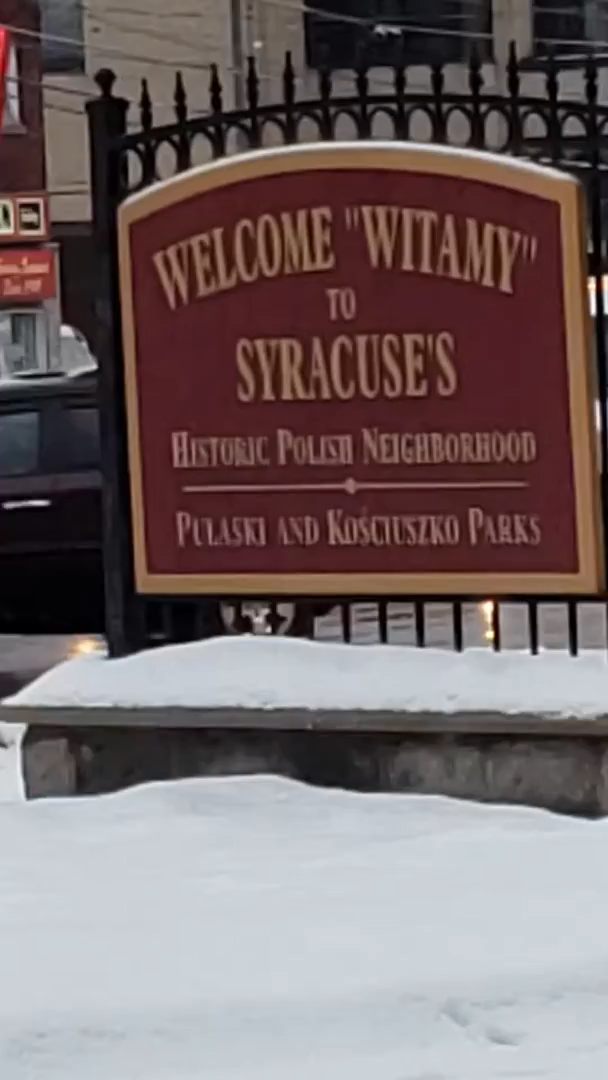 WELCOME "WITAMY"
TO
SYRACUSE'S
HISTORIC POLISH NEIGHBORHOOD
PULASKI AND KOŚCIUSZKO PARKS